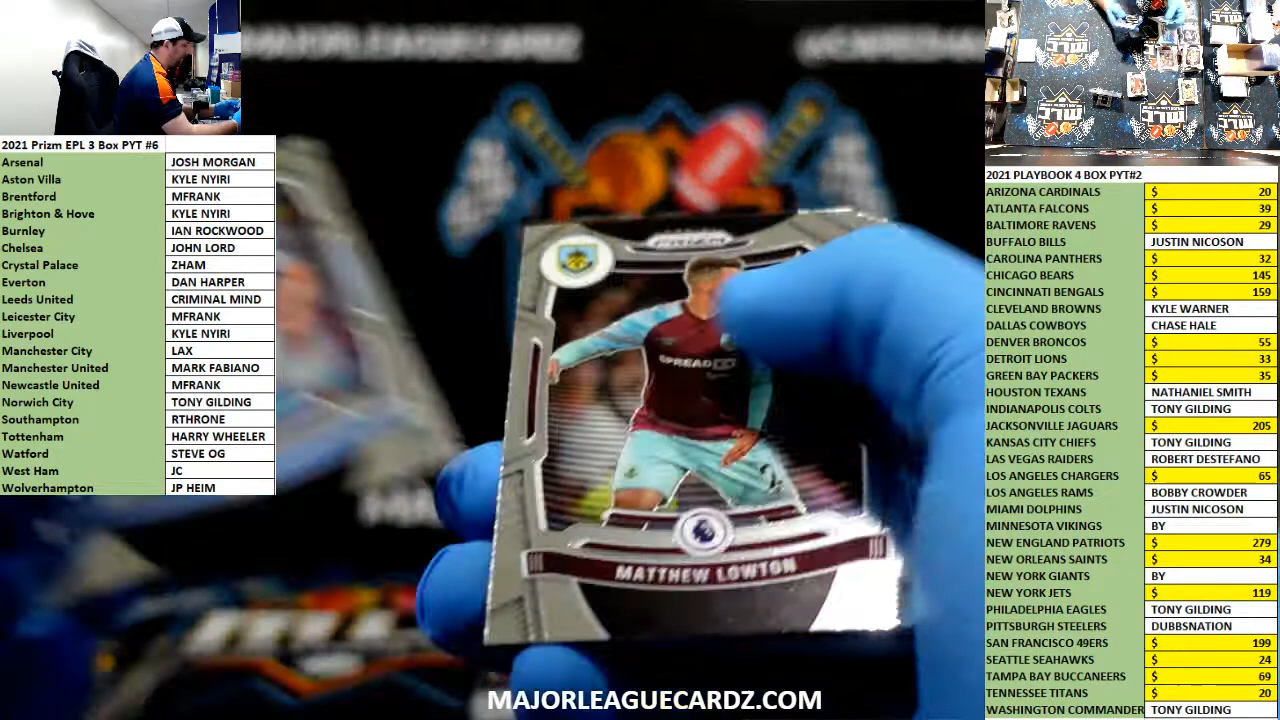 2021 Prizm EPL 3 Box PYT #6
Arsenal JOSH MORGAN
Aston Villa KYLE NYIRI
Brentford MFRANK
Brighton & Hove KYLE NYIRI
Burnley IAN ROCKWOOD
Chelsea JOHN LORD
Crystal Palace ZHAM
Everton DAN HARPER
Leeds United CRIMINAL MIND
Leicester City MFRANK
Liverpool KYLE NYIRI
Manchester City LAX
Manchester United MARK FABIANO
Newcastle United MFRANK
Norwich City TONY GILDING
Southampton RTHRONE
Tottenham HARRY WHEELER
Watford STEVE OG
West Ham JC
Wolverhampton JP HEIM
SPREADEX
MATTHEW LOWTON
MAJORLEAGUECARDZ.COM
MLC
2021 PLAYBOOK 4 BOX PYT#2
ARIZONA CARDINALS $ 20
ATLANTA FALCONS $ 39
BALTIMORE RAVENS $ 29
BUFFALO BILLS JUSTIN NICOSON
CAROLINA PANTHERS $ 32
CHICAGO BEARS $ 145
CINCINNATI BENGALS $ 159
CLEVELAND BROWNS KYLE WARNER
DALLAS COWBOYS CHASE HALE
DENVER BRONCOS $ 55
DETROIT LIONS $ 33
GREEN BAY PACKERS $ 35
HOUSTON TEXANS NATHANIEL SMITH
INDIANAPOLIS COLTS TONY GILDING
JACKSONVILLE JAGUARS $ 205
KANSAS CITY CHIEFS TONY GILDING
LAS VEGAS RAIDERS ROBERT DESTEFANO
LOS ANGELES CHARGERS $ 65
LOS ANGELES RAMS BOBBY CROWDER
MIAMI DOLPHINS JUSTIN NICOSON
MINNESOTA VIKINGS BY
NEW ENGLAND PATRIOTS $ 279
NEW ORLEANS SAINTS $ 34
NEW YORK GIANTS BY
NEW YORK JETS $ 119
PHILADELPHIA EAGLES TONY GILDING
PITTSBURGH STEELERS DUBBSNATION
SAN FRANCISCO 49ERS $ 199
SEATTLE SEAHAWKS $ 24
TAMPA BAY BUCCANEERS $ 69
TENNESSEE TITANS $ 20
WASHINGTON COMMANDER TONY GILDING